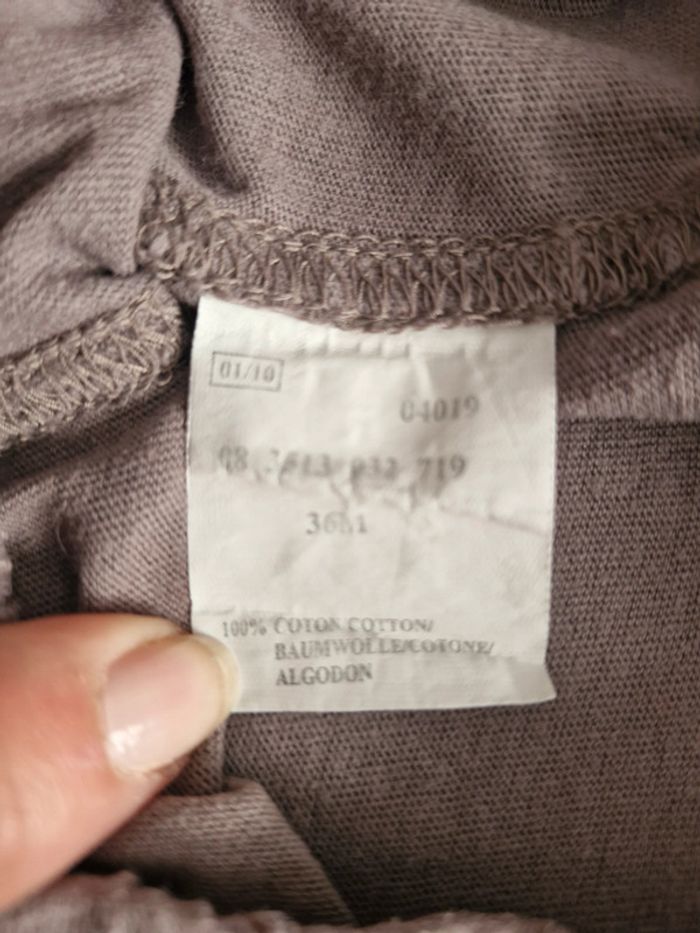 01/10
04019
719
100% COTON COTTON/
BAUMWOLLE/COTONE/
ALGODON